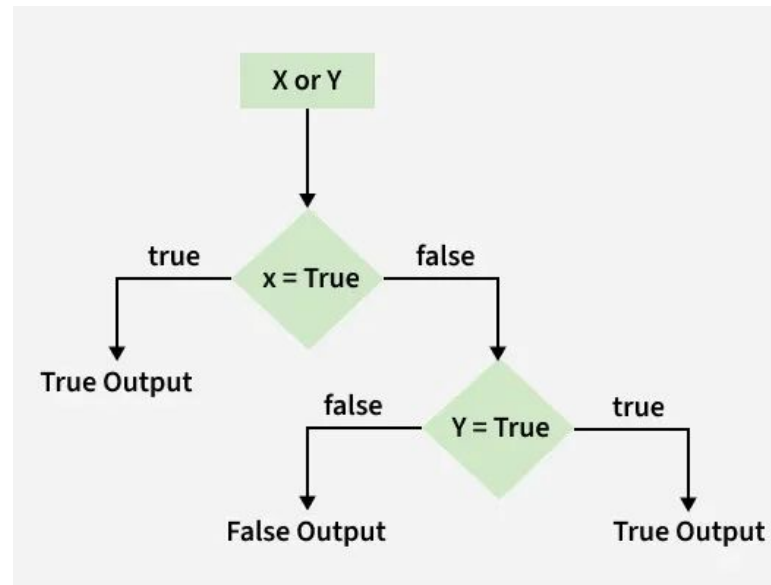 X or Y
true
false
x = True
True Output
false
true
Y = True
False Output
True Output